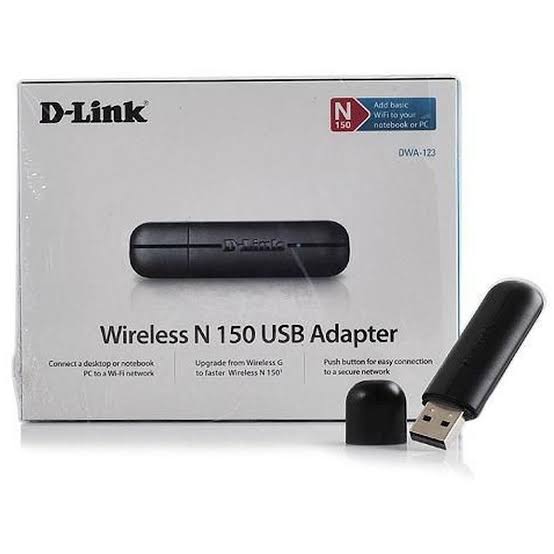 D-Link®
N
150
Add basic
WiFi to your
notebook or PC
DWA-123
D-Link
Wireless N 150 USB Adapter
Connect a desktop or notebook
PC to a Wi-Fi network
Upgrade from Wireless G
to faster Wireless N 150¹
Push button for easy connection
to a secure network